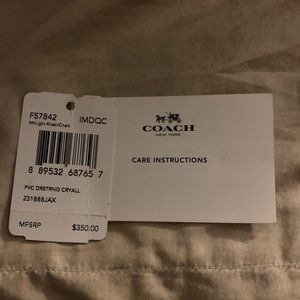 F57842 IMDQC
IM/Light Khaki/Chalk
8 89532 68765 7
PVC DRSTRNG CRYALL
231888JAX
MFSRP $350.00
COACH
NEW YORK
CARE INSTRUCTIONS